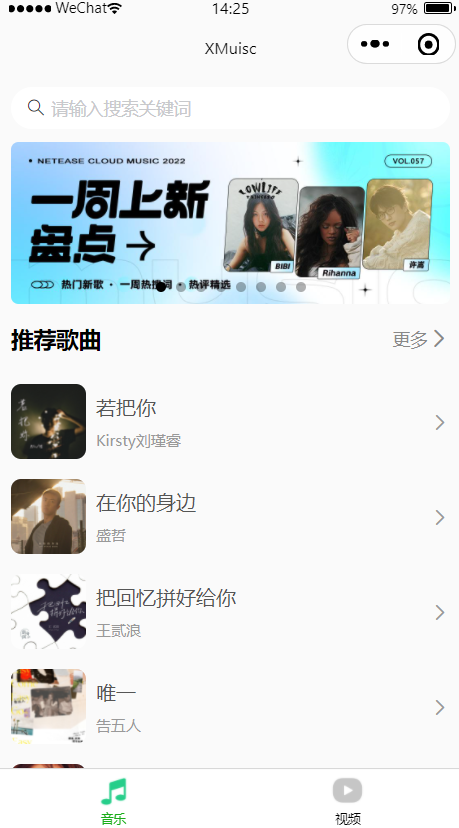 WeChat 14:25 97%
XMuisc
请输入搜索关键词
NETEASE CLOUD MUSIC 2022
VOL.057
一周上新
盘点→
BIBI
Rihanna
许嵩
热门新歌 · 一周热搜词 · 热评精选
推荐歌曲 更多
若把你
Kirsty刘瑾睿
在你的身边
盛哲
把回忆拼好给你
王贰浪
唯一
告五人
音乐 视频